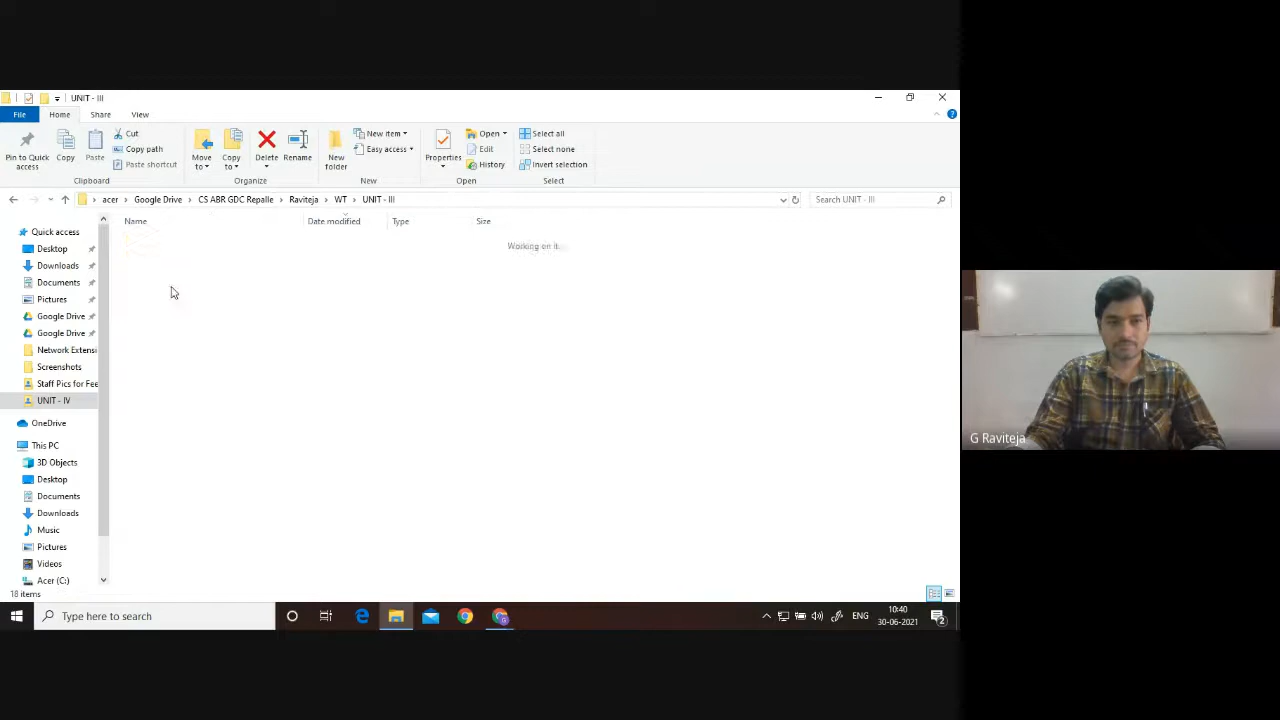 UNIT - III
File Home Share View
Pin to Quick access
Copy
Paste
Cut
Copy path
Paste shortcut
Clipboard
Move to
Copy to
Delete
Rename
Organize
New folder
New item
Easy access
New
Properties
Open
Edit
History
Open
Select all
Select none
Invert selection
Select
acer Google Drive CS ABR GDC Repalle Raviteja WT UNIT - III
Search UNIT - III
Name Date modified Type Size
Working on it...
Quick access
Desktop
Downloads
Documents
Pictures
Google Drive
Google Drive
Network Extensi
Screenshots
Staff Pics for Fee
UNIT - IV
OneDrive
This PC
3D Objects
Desktop
Documents
Downloads
Music
Pictures
Videos
Acer (C:)
18 items
G Raviteja
Type here to search
ENG
10:40
30-06-2021
2